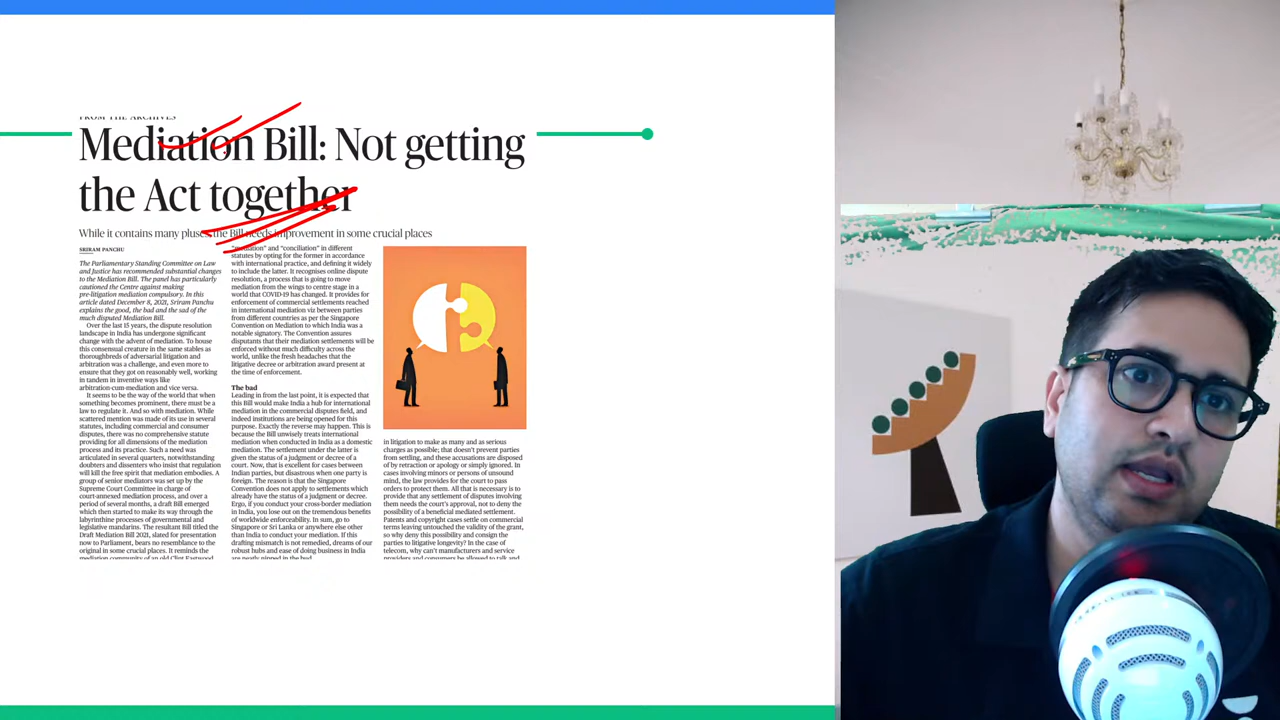 FROM THE ARCHIVES
Mediation Bill: Not getting
the Act together
While it contains many pluses, the Bill needs improvement in some crucial places
SRIRAM PANCHU
The Parliamentary Standing Committee on Law
and Justice has recommended substantial changes
to the Mediation Bill. The panel has particularly
cautioned the Centre against making
pre-litigation mediation compulsory. In this
article dated December 8, 2021, Sriram Panchu
explains the good, the bad and the sad of the
much disputed Mediation Bill.
Over the last 15 years, the dispute resolution
landscape in India has undergone significant
change with the advent of mediation. To house
this consensual creature in the same stables as
thoroughbreds of adversarial litigation and
arbitration was a challenge, and even more to
ensure that they got on reasonably well, working
in tandem in inventive ways like
arbitration-cum-mediation and vice versa.
It seems to be the way of the world that when
something becomes prominent, there must be a
law to regulate it. And so with mediation. While
scattered mention was made of its use in several
statutes, including commercial and consumer
disputes, there was no comprehensive statute
providing for all dimensions of the mediation
process and its practice. Such a need was
articulated in several quarters, notwithstanding
doubters and dissenters who insist that regulation
will kill the free spirit that mediation embodies. A
group of senior mediators was set up by the
Supreme Court Committee in charge of
court-annexed mediation process, and over a
period of several months, a draft Bill emerged
which then started to make its way through the
labyrinthine processes of governmental and
legislative mandarins. The resultant Bill titled the
Draft Mediation Bill 2021, slated for presentation
now to Parliament, bears no resemblance to the
original in some crucial places. It reminds the
mediation community of an old Clint Eastwood
"mediation" and "conciliation" in different
statutes by opting for the former in accordance
with international practice, and defining it widely
to include the latter. It recognises online dispute
resolution, a process that is going to move
mediation from the wings to centre stage in a
world that COVID-19 has changed. It provides for
enforcement of commercial settlements reached
in international mediation viz between parties
from different countries as per the Singapore
Convention on Mediation to which India was a
notable signatory. The Convention assures
disputants that their mediation settlements will be
enforced without much difficulty across the
world, unlike the fresh headaches that the
litigative decree or arbitration award present at
the time of enforcement.
The bad
Leading in from the last point, it is expected that
this Bill would make India a hub for international
mediation in the commercial disputes field, and
indeed institutions are being opened for this
purpose. Exactly the reverse may happen. This is
because the Bill unwisely treats international
mediation when conducted in India as a domestic
mediation. The settlement under the latter is
given the status of a judgment or decree of a
court. Now, that is excellent for cases between
Indian parties, but disastrous when one party is
foreign. The reason is that the Singapore
Convention does not apply to settlements which
already have the status of a judgment or decree.
Ergo, if you conduct your cross-border mediation
in India, you lose out on the tremendous benefits
of worldwide enforceability. In sum, go to
Singapore or Sri Lanka or anywhere else other
than India to conduct your mediation. If this
drafting mismatch is not remedied, dreams of our
robust hubs and ease of doing business in India
are neatly nipped in the bud.
in litigation to make as many and as serious
charges as possible; that doesn't prevent parties
from settling, and these accusations are disposed
of by retraction or apology or simply ignored. In
cases involving minors or persons of unsound
mind, the law provides for the court to pass
orders to protect them. All that is necessary is to
provide that any settlement of disputes involving
them needs the court's approval, not to deny the
possibility of a beneficial mediated settlement.
Patents and copyright cases settle on commercial
terms leaving untouched the validity of the grant,
so why deny this possibility and consign the
parties to litigative longevity? In the case of
telecom, why can't manufacturers and service
providers and consumers be allowed to talk and